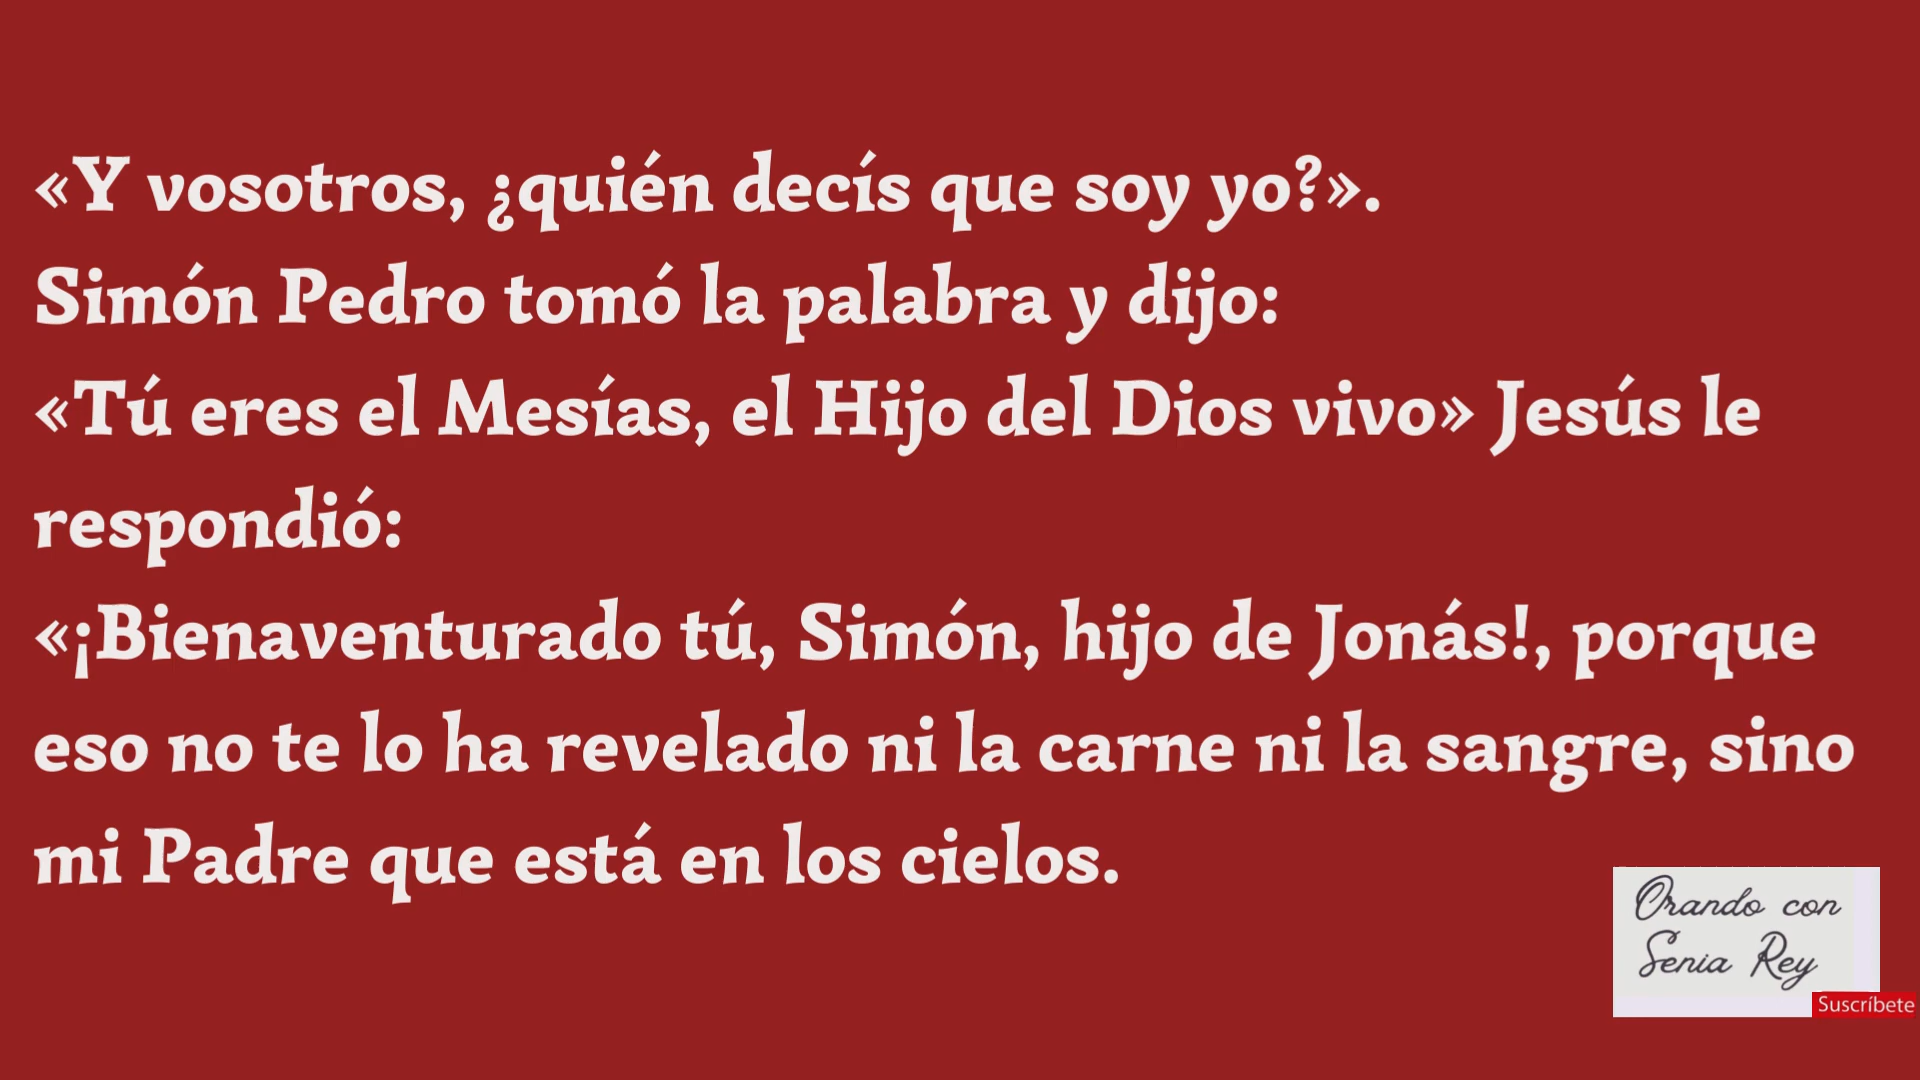 «Y vosotros, ¿quién decís que soy yo?».
Simón Pedro tomó la palabra y dijo:
«Tú eres el Mesías, el Hijo del Dios vivo» Jesús le
respondió:
«¡Bienaventurado tú, Simón, hijo de Jonás!, porque
eso no te lo ha revelado ni la carne ni la sangre, sino
mi Padre que está en los cielos.
Orando con
Senia Rey
Suscríbete